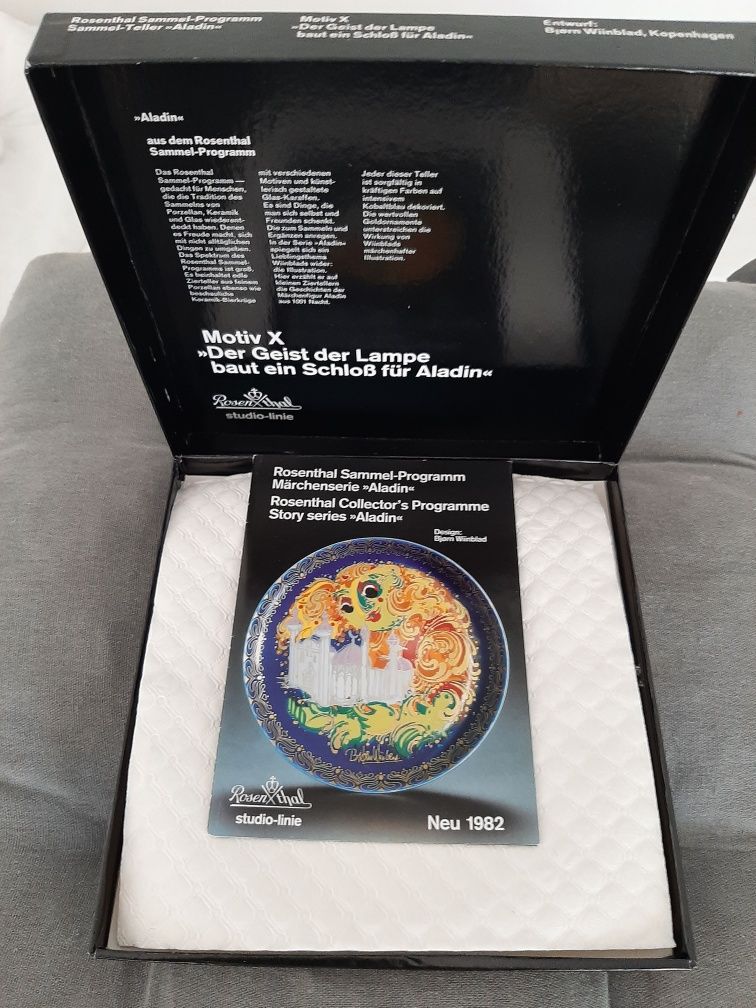 Rosenthal Sammel-Programm
Sammel-Teller »Aladin«
Motiv X
»Der Geist der Lampe
baut ein Schloß für Aladin«
Entwurf:
Bjørn Wiinblad, Kopenhagen
»Aladin«
aus dem Rosenthal
Sammel-Programm
Das Rosenthal
Sammel-Programm —
gedacht für Menschen,
die die Tradition des
Sammelns von
Porzellan, Keramik
und Glas wiederent-
deckt haben. Denen
es Freude macht, sich
mit nicht alltäglichen
Dingen zu umgeben.
Das Spektrum des
Rosenthal Sammel-
Programms ist groß.
Es beinhaltet edle
Zierteller aus feinem
Porzellan ebenso wie
beschauliche
Keramik-Bierkrüge
mit verschiedenen
Motiven und künst-
lerisch gestaltete
Glas-Karaffen.
Es sind Dinge, die
man sich selbst und
Freunden schenkt.
Die zum Sammeln und
Ergänzen anregen.
In der Serie »Aladin«
spiegelt sich ein
Lieblingsthema
Wiinblads wider:
die Illustration.
Hier erzählt er auf
kleinen Ziertellern
die Geschichten der
Märchenfigur Aladin
aus 1001 Nacht.
Jeder dieser Teller
ist sorgfältig in
kräftigen Farben auf
intensivem
Kobaltblau dekoriert.
Die wertvollen
Goldornamente
unterstreichen die
Wirkung von
Wiinblads
märchenhafter
Illustration.
Motiv X
»Der Geist der Lampe
baut ein Schloß für Aladin«
Rosenthal
studio-linie
Rosenthal Sammel-Programm
Märchenserie »Aladin«
Rosenthal Collector's Programme
Story series »Aladin«
Design:
Bjørn Wiinblad
Bjørn Wiinblad
Rosenthal
studio-linie
Neu 1982